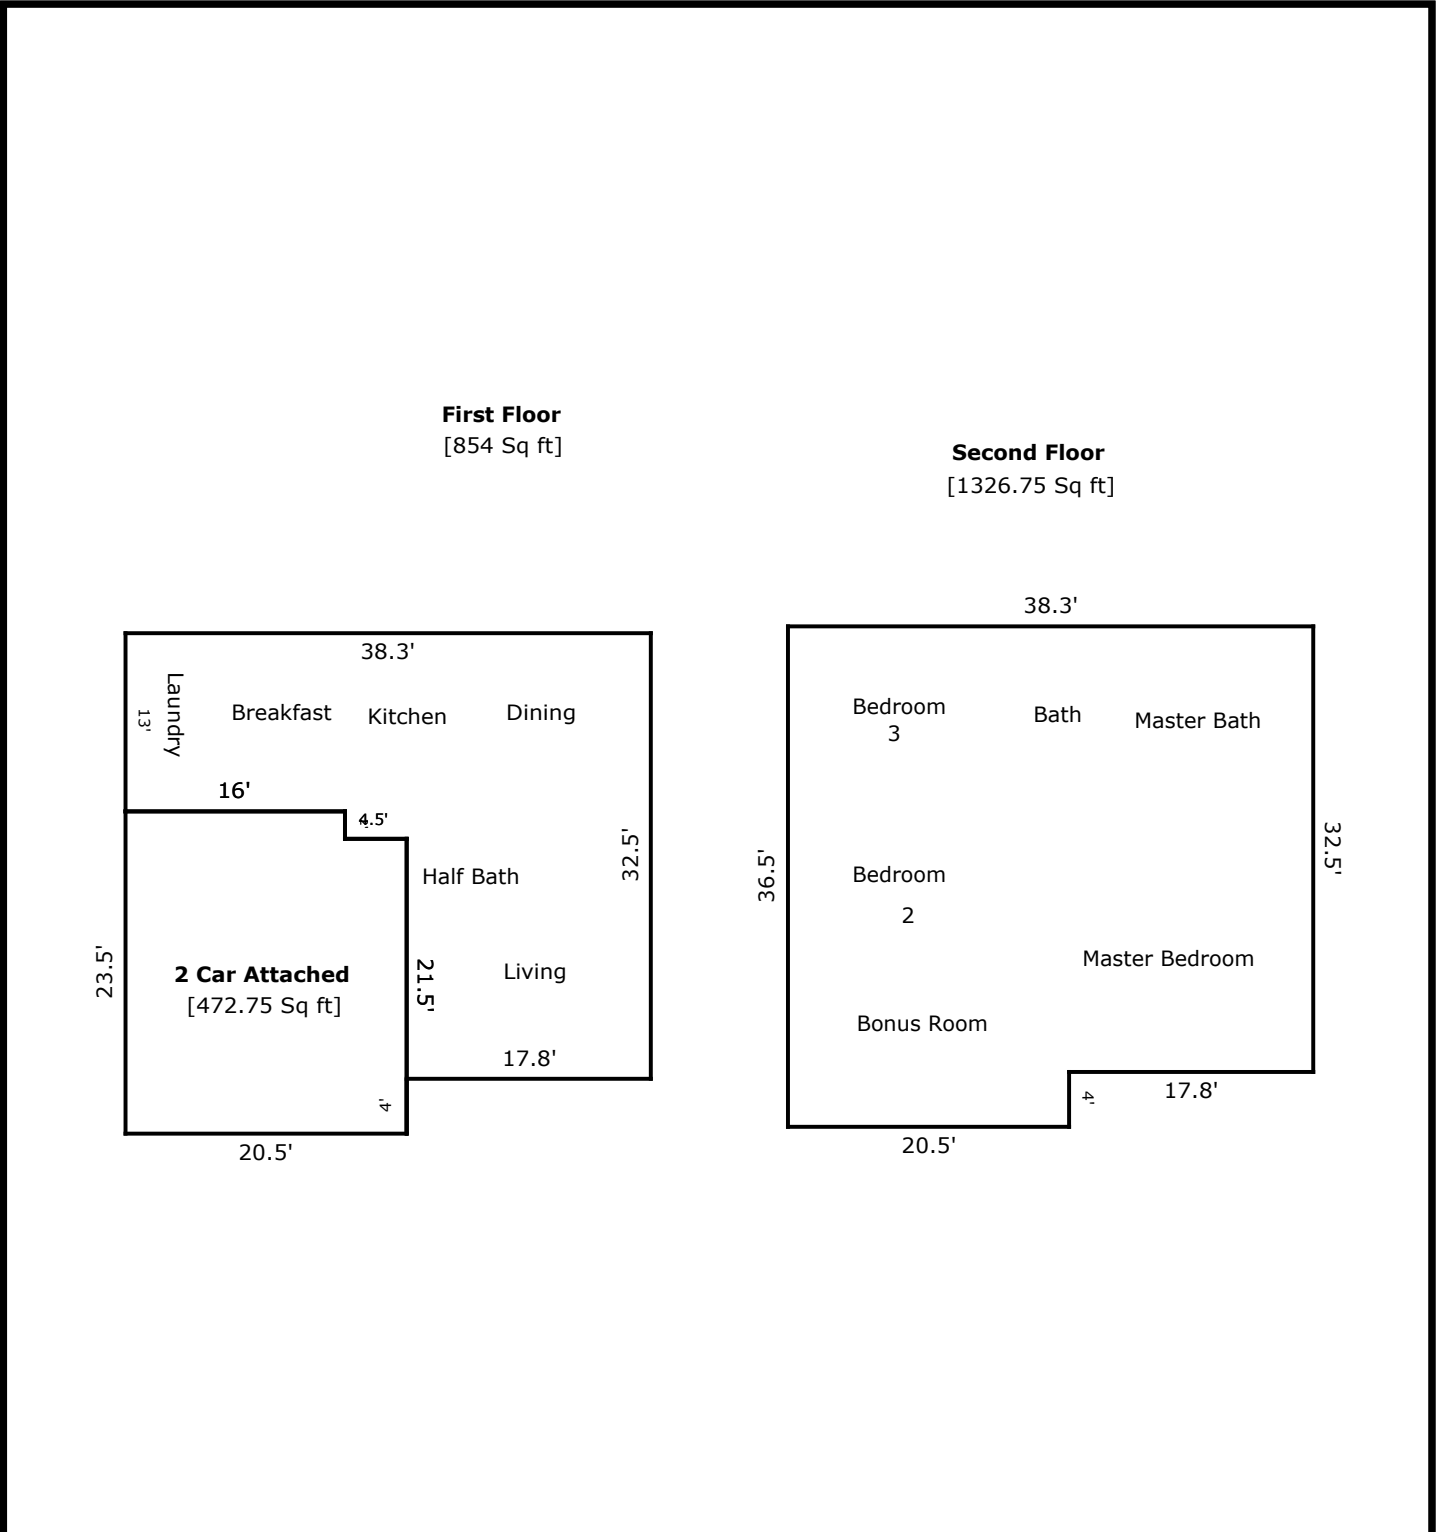 First Floor
[854 Sq ft]
Second Floor
[1326.75 Sq ft]
38.3'
38.3'
Laundry
13'
Breakfast
Kitchen
Dining
Bedroom
3
Bath
Master Bath
16'
4.5'
32.5'
Half Bath
36.5'
Bedroom
2
32.5'
23.5'
2 Car Attached
[472.75 Sq ft]
21.5'
Living
Master Bedroom
Bonus Room
17.8'
4'
20.5'
4'
17.8'
20.5'